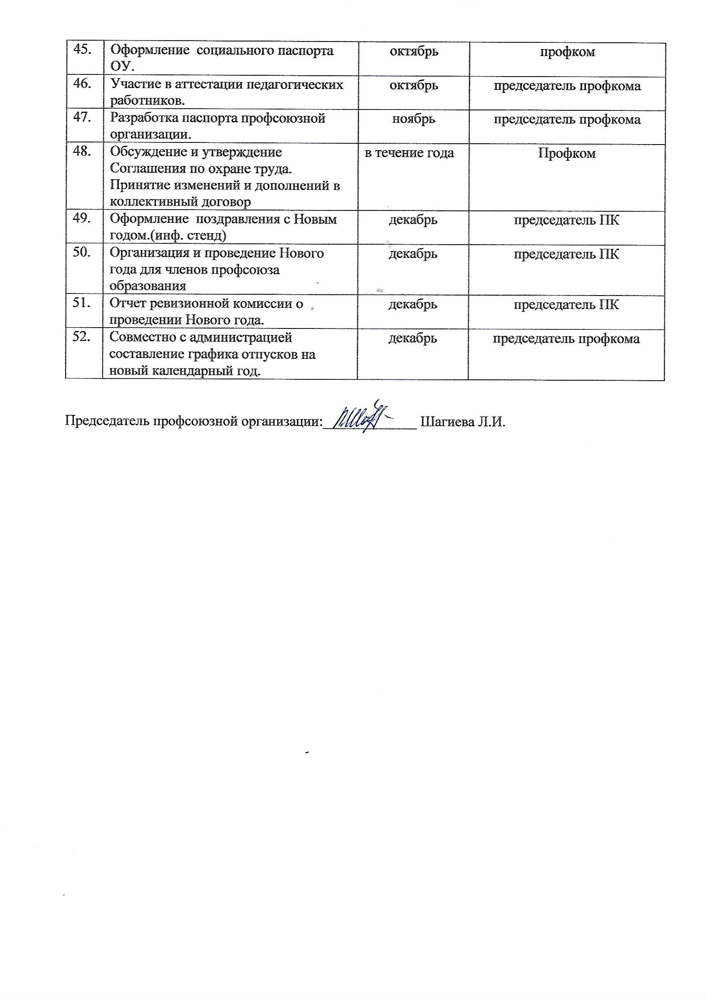 45. Оформление  социального паспорта октябрь профком
ОУ.
46. Участие в аттестации педагогических октябрь председатель профкома
работников.
47. Разработка паспорта профсоюзной ноябрь председатель профкома
организации.
48. Обсуждение и утверждение в течение года Профком
Соглашения по охране труда.
Принятие изменений и дополнений в
коллективный договор
49. Оформление  поздравления с Новым декабрь председатель ПК
годом.(инф. стенд)
50. Организация и проведение Нового декабрь председатель ПК
года для членов профсоюза
образования
51. Отчет ревизионной комиссии о декабрь председатель ПК
проведении Нового года.
52. Совместно с администрацией декабрь председатель профкома
составление графика отпусков на
новый календарный год.
Председатель профсоюзной организации: Шагиева Л.И.